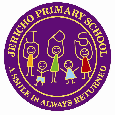 JERICHO PRIMARY SCHOOL
A SMILE IS ALWAYS RETURNED